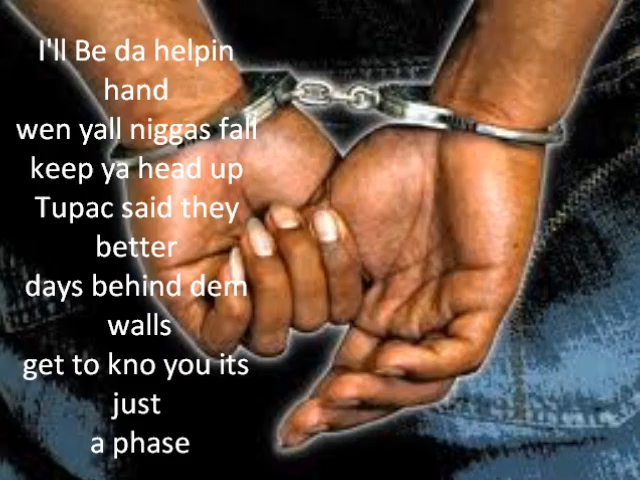 I'll Be da helpin
hand
wen yall niggas fall
keep ya head up
Tupac said they
better
days behind dem
walls
get to kno you its
just
a phase